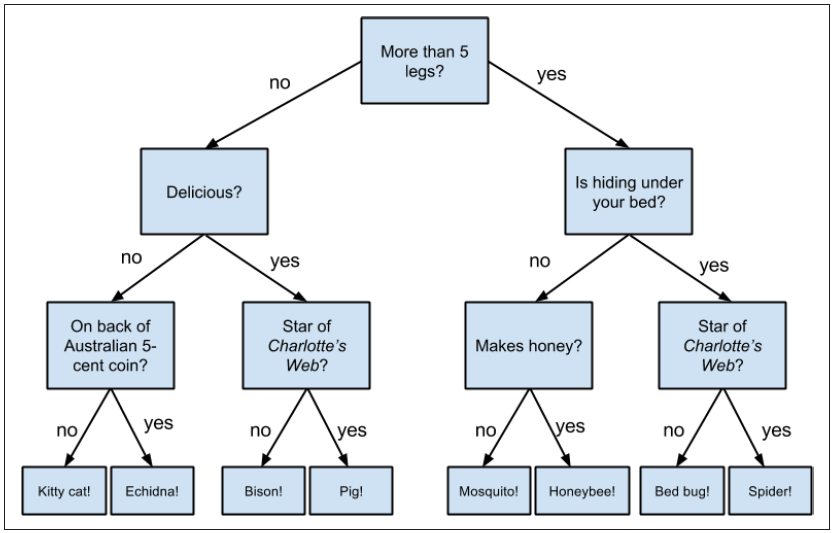 More than 5
legs?
no
yes
Delicious?
Is hiding under
your bed?
no
yes
no
yes
On back of
Australian 5-
cent coin?
Star of
Charlotte's
Web?
Makes honey?
Star of
Charlotte's
Web?
no
yes
no
yes
no
yes
no
yes
Kitty cat!
Echidna!
Bison!
Pig!
Mosquito!
Honeybee!
Bed bug!
Spider!